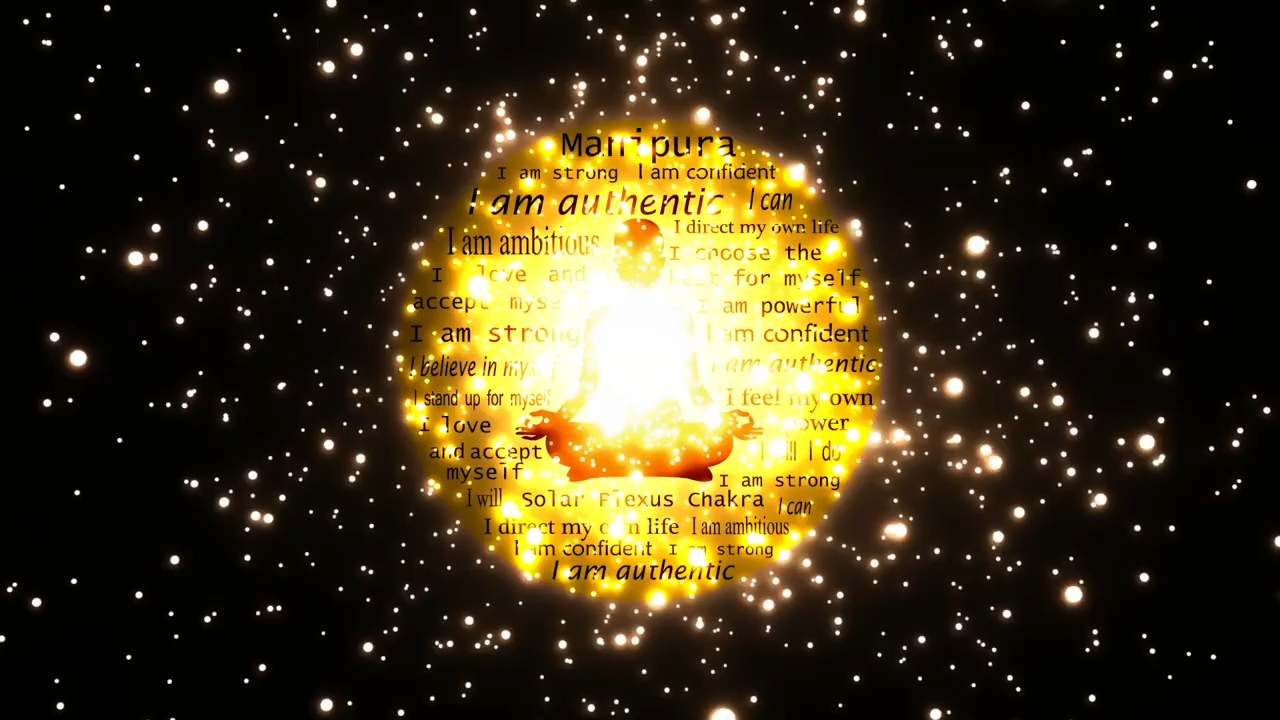 Manipura
I am strong I am confident
I am authentic I can
I am ambitious I direct my own life
I love and I choose the
accept myself best for myself
I am strong I am powerful
I believe in myself I am confident
I stand up for myself I am authentic
I love I feel my own
and accept power
myself I will I do
I am strong
I will Solar Plexus Chakra I can
I direct my own life I am ambitious
I am confident I am strong
I am authentic